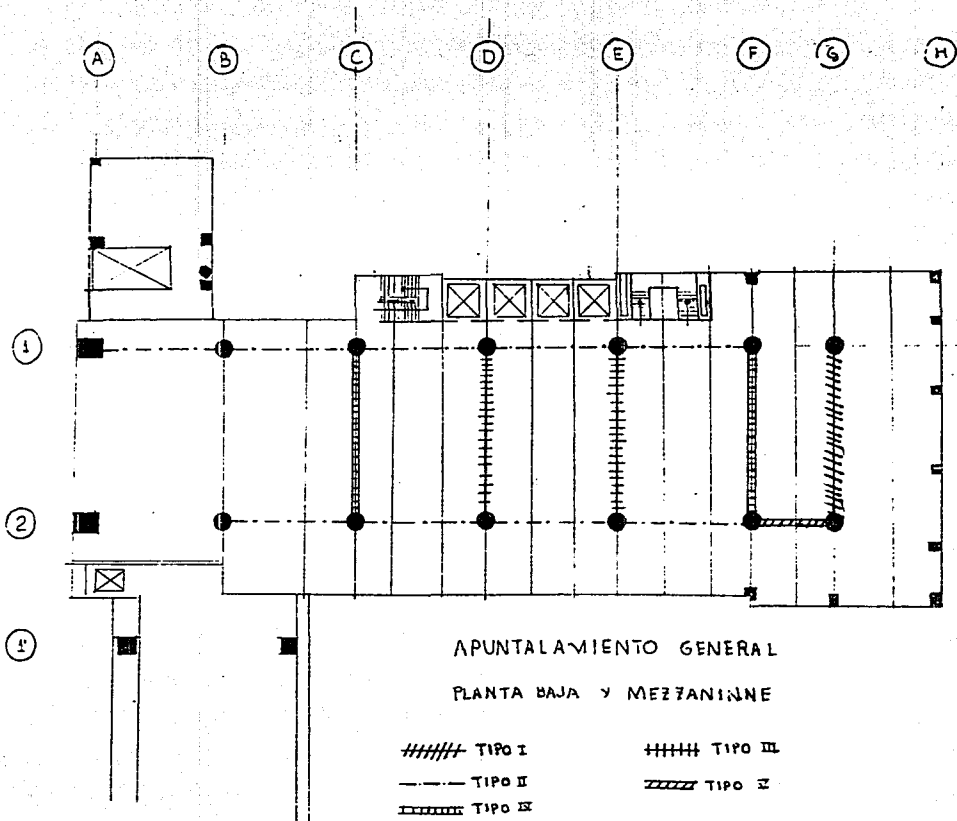 A B C D E F G H
1
2
1'
APUNTALAMIENTO GENERAL
PLANTA BAJA Y MEZZANINNE
TIPO I TIPO III
TIPO II TIPO V
TIPO IV